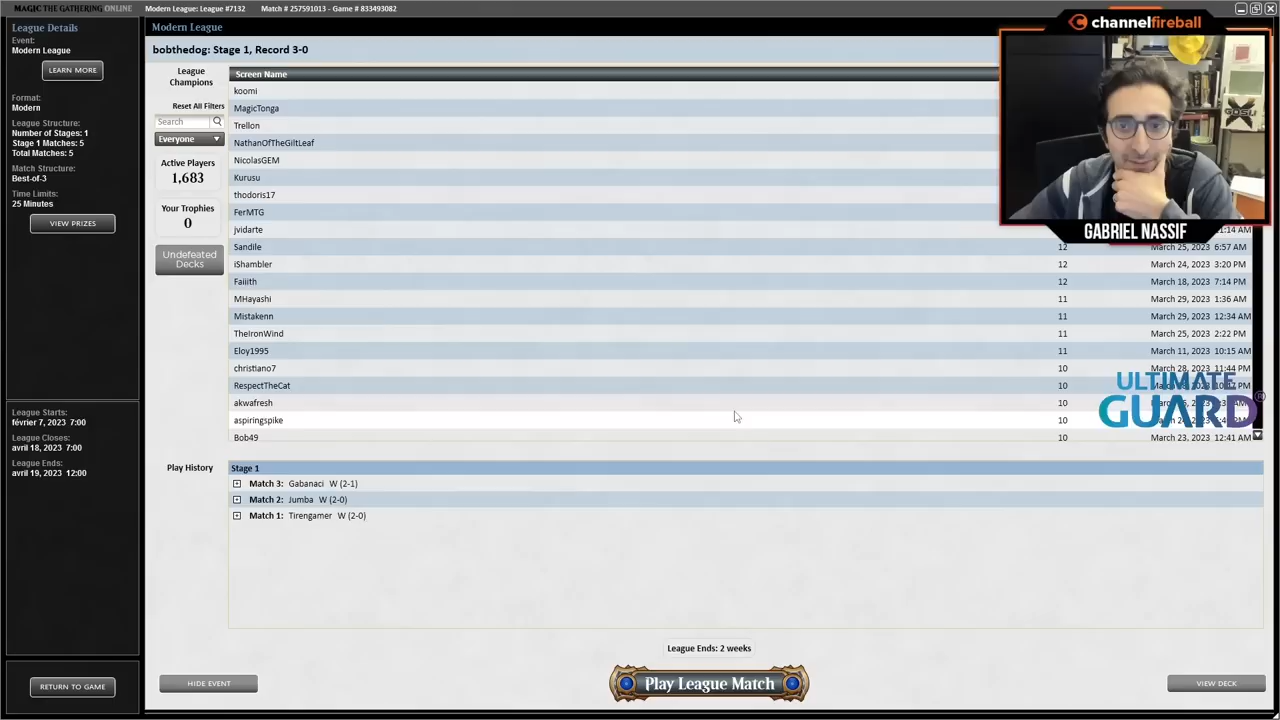 MAGIC THE GATHERING ONLINE
Modern League: League #7132
Match # 257591013 - Game # 833493082
League Details
Event:
Modern League
LEARN MORE
Format:
Modern
League Structure:
Number of Stages: 1
Stage 1 Matches: 5
Total Matches: 5
Match Structure:
Best-of-3
Time Limits:
25 Minutes
VIEW PRIZES
League Starts:
février 7, 2023 7:00
League Closes:
avril 18, 2023 7:00
League Ends:
avril 19, 2023 12:00
RETURN TO GAME
Modern League
bobthedog: Stage 1, Record 3-0
League
Champions
Reset All Filters
Search
Everyone
Active Players
1,683
Your Trophies
0
Undefeated
Decks
Screen Name
koomi
MagicTonga
Trellon
NathanOfTheGiltLeaf
NicolasGEM
Kurusu
thodoris17
FerMTG
jvidarte 11:14 AM
Sandile 12 March 25, 2023 6:57 AM
iShambler 12 March 24, 2023 3:20 PM
Faiiith 12 March 18, 2023 7:14 PM
MHayashi 11 March 29, 2023 1:36 AM
Mistakenn 11 March 29, 2023 12:34 AM
TheIronWind 11 March 25, 2023 2:22 PM
Eloy1995 11 March 11, 2023 10:15 AM
christiano7 10 March 28, 2023 11:44 PM
RespectTheCat 10
akwafresh 10
aspiringspike 10
Bob49 10 March 23, 2023 12:41 AM
channelfireball
GOSU
GABRIEL NASSIF
ULTIMATE
GUARD®
Play History
Stage 1
Match 3: Gabanaci W (2-1)
Match 2: Jumba W (2-0)
Match 1: Tirengamer W (2-0)
League Ends: 2 weeks
HIDE EVENT
Play League Match
VIEW DECK